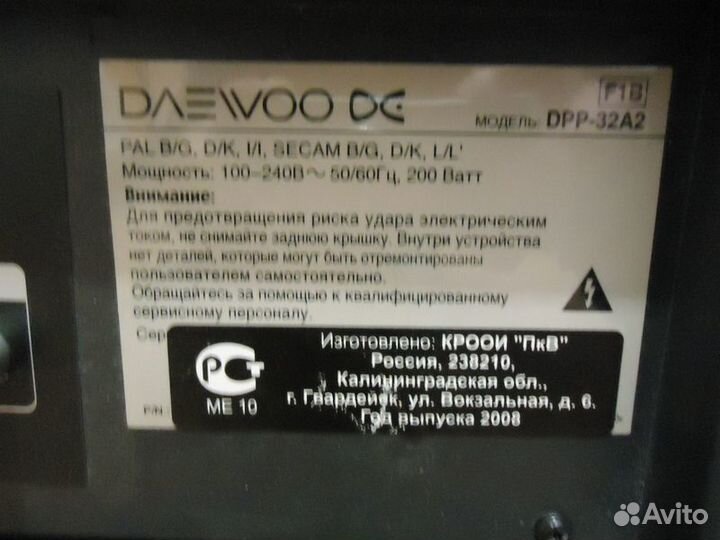 DAEWOO DE
F1B
МОДЕЛЬ: DPP-32A2
PAL B/G, D/K, I/I, SECAM B/G, D/K, L/L'
Мощность: 100–240В ~ 50/60Гц, 200 Ватт
Внимание:
Для предотвращения риска удара электрическим
током, не снимайте заднюю крышку. Внутри устройства
нет деталей, которые могут быть отремонтированы
пользователем самостоятельно.
Обращайтесь за помощью к квалифицированному
сервисному персоналу.
Сер
Изготовлено: КРООИ "ПкВ"
Россия, 238210,
Калининградская обл.,
г. Гвардейск, ул. Вокзальная, д. 6.
Год выпуска 2008
РСТ
МЕ 10
P/N
Avito